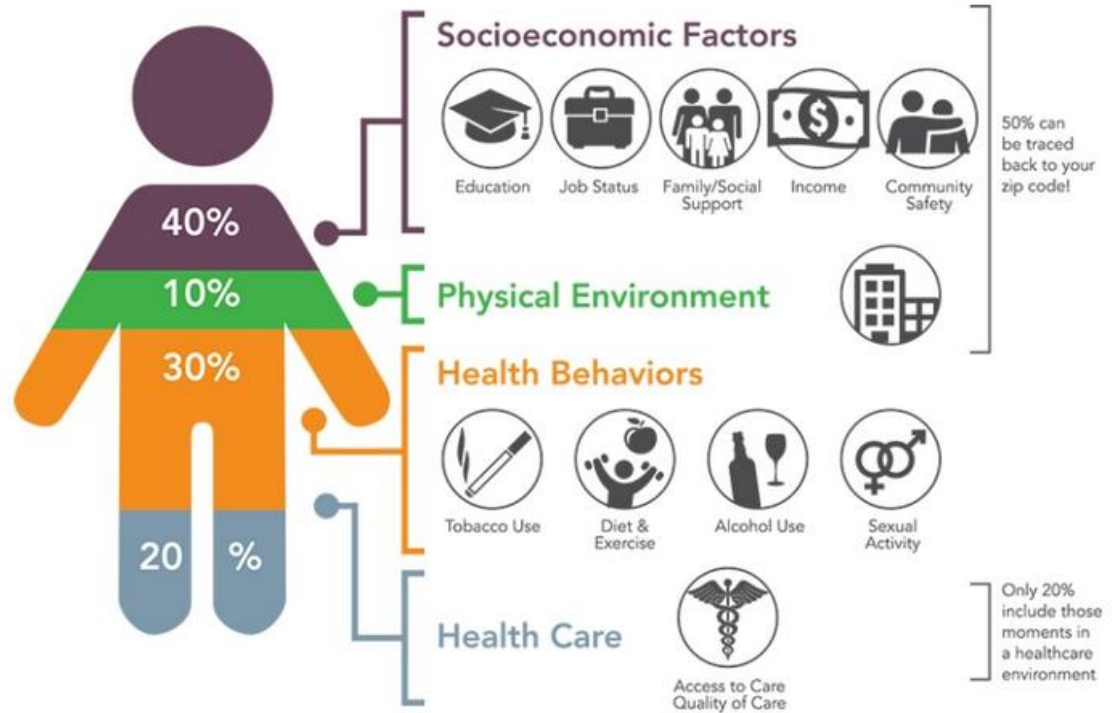 Socioeconomic Factors
Education
Job Status
Family/Social
Support
Income
Community
Safety
50% can
be traced
back to your
zip code!
40%
10%
Physical Environment
30%
Health Behaviors
Tobacco Use
Diet &
Exercise
Alcohol Use
Sexual
Activity
20 %
Health Care
Access to Care
Quality of Care
Only 20%
include those
moments in
a healthcare
environment